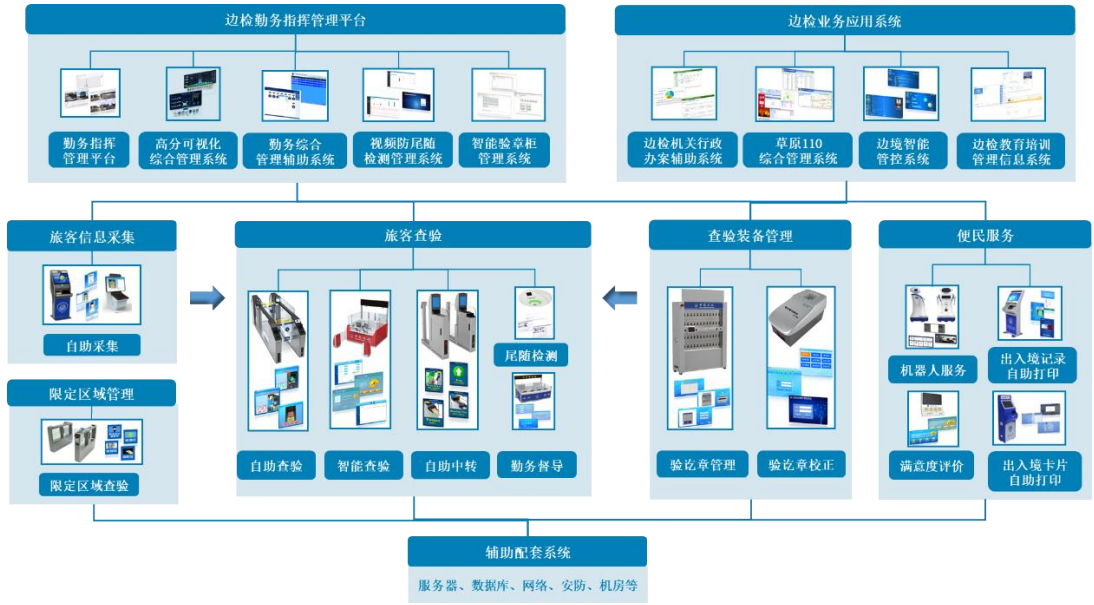 边检勤务指挥管理平台
边检业务应用系统
勤务指挥
管理平台
高分可视化
综合管理系统
勤务综合
管理辅助系统
视频防尾随
检测管理系统
智能验章柜
管理系统
边检机关行政
办案辅助系统
草原110
综合管理系统
边境智能
管控系统
边检教育培训
管理信息系统
旅客信息采集
旅客查验
查验装备管理
便民服务
自助采集
尾随检测
机器人服务
出入境记录
自助打印
限定区域管理
限定区域查验
自助查验
智能查验
自助中转
勤务督导
验讫章管理
验讫章校正
满意度评价
出入境卡片
自助打印
辅助配套系统
服务器、数据库、网络、安防、机房等